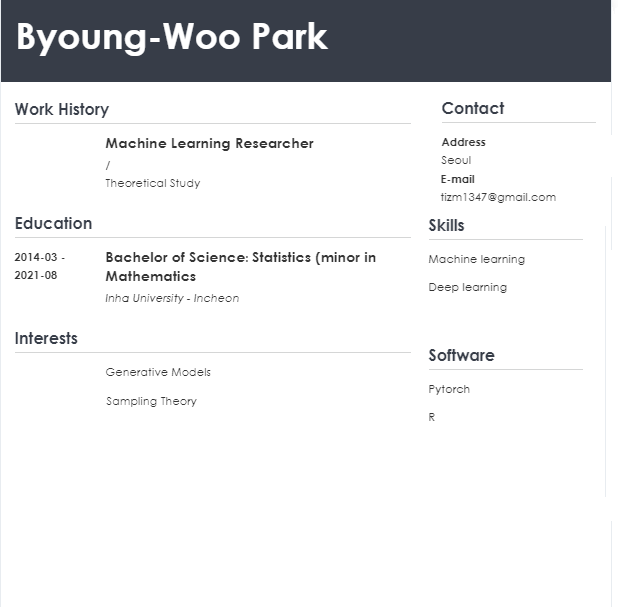 Byoung-Woo Park
Work History
Machine Learning Researcher
/
Theoretical Study
Education
2014-03 -
2021-08
Bachelor of Science: Statistics (minor in
Mathematics
Inha University - Incheon
Interests
Generative Models
Sampling Theory
Contact
Address
Seoul
E-mail
tizm1347@gmail.com
Skills
Machine learning
Deep learning
Software
Pytorch
R